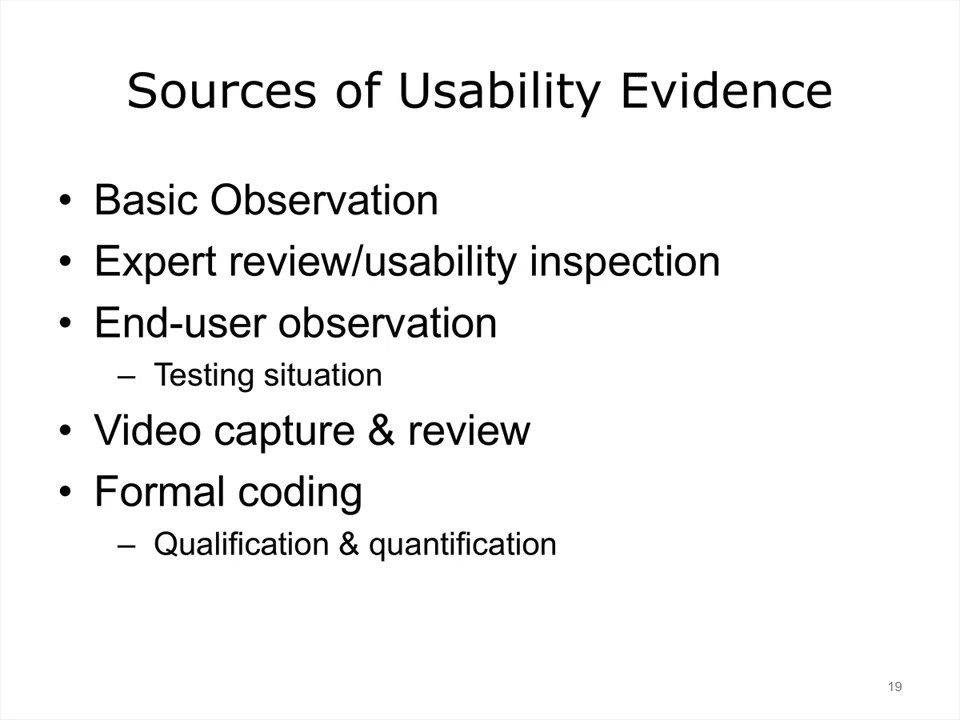 Sources of Usability Evidence
• Basic Observation
• Expert review/usability inspection
• End-user observation
– Testing situation
• Video capture & review
• Formal coding
– Qualification & quantification
19